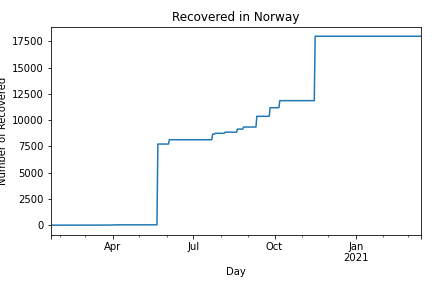 Recovered in Norway
Number of Recovered
17500
15000
12500
10000
7500
5000
2500
0
Apr
Jul
Oct
Jan
2021
Day